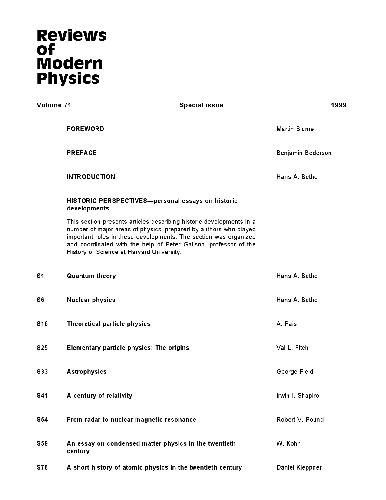 Reviews
of
Modern
Physics
Volume 71 Special Issue 1999
FOREWORD Martin Blume
PREFACE Benjamin Bederson
INTRODUCTION Hans A. Bethe
HISTORIC PERSPECTIVES—personal essays on historic
developments
This section presents articles describing historic developments in a
number of major areas of physics, prepared by authors who played
important roles in these developments. The section was organized
and coordinated with the help of Peter Galison, professor of the
History of Science at Harvard University.
S1 Quantum theory Hans A. Bethe
S6 Nuclear physics Hans A. Bethe
S16 Theoretical particle physics A. Pais
S25 Elementary particle physics: The origins Val L. Fitch
S33 Astrophysics George Field
S41 A century of relativity Irwin I. Shapiro
S54 From radar to nuclear magnetic resonance Robert V. Pound
S59 An essay on condensed matter physics in the twentieth W. Kohn
century
S78 A short history of atomic physics in the twentieth century Daniel Kleppner